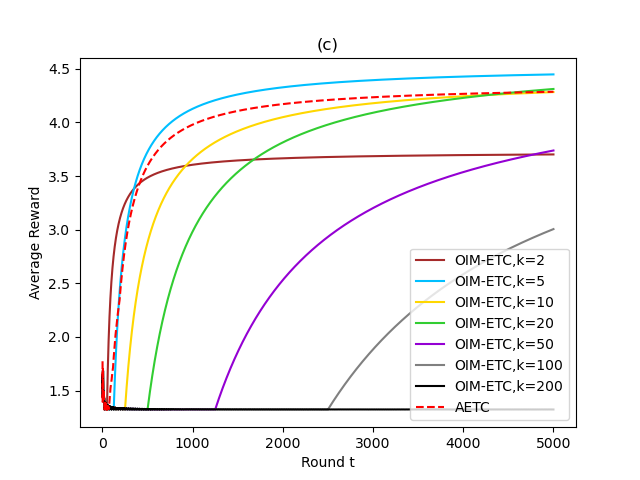 (c)
Average Reward
4.5
4.0
3.5
3.0
2.5
2.0
1.5
OIM-ETC,k=2
OIM-ETC,k=5
OIM-ETC,k=10
OIM-ETC,k=20
OIM-ETC,k=50
OIM-ETC,k=100
OIM-ETC,k=200
AETC
0 1000 2000 3000 4000 5000
Round t